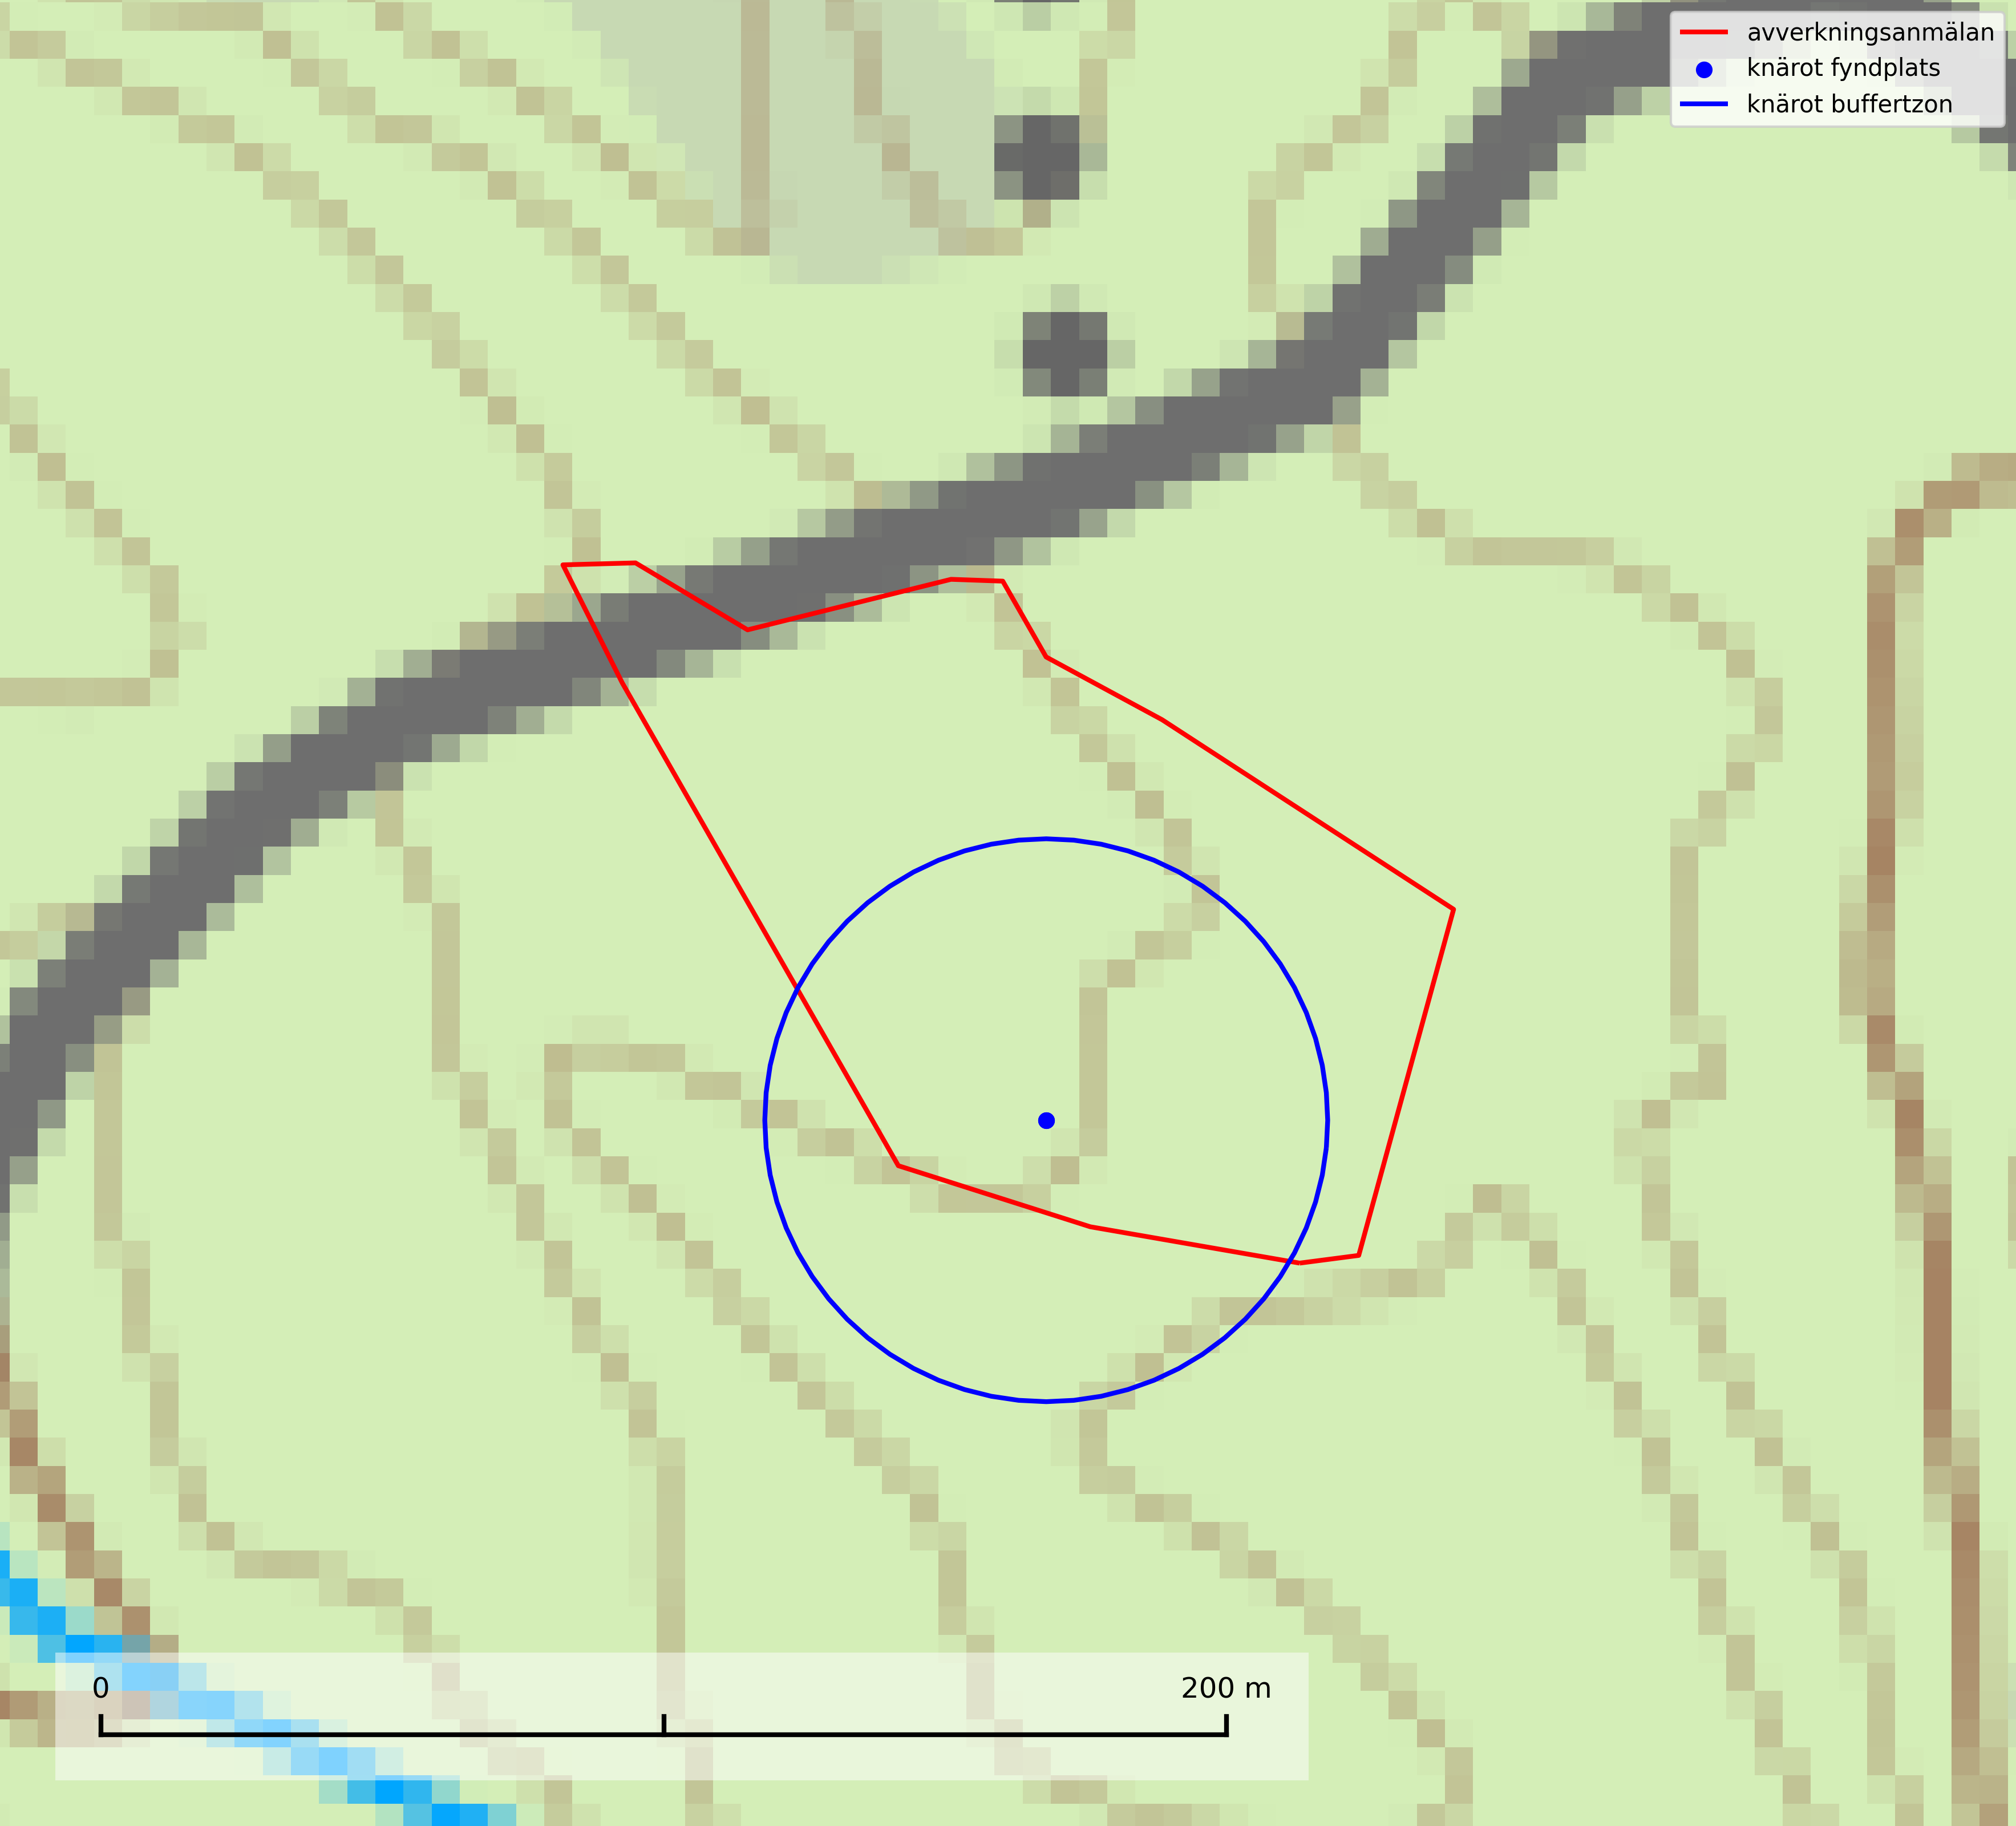 avverkningsanmälan
knärot fyndplats
knärot buffertzon
0 200 m